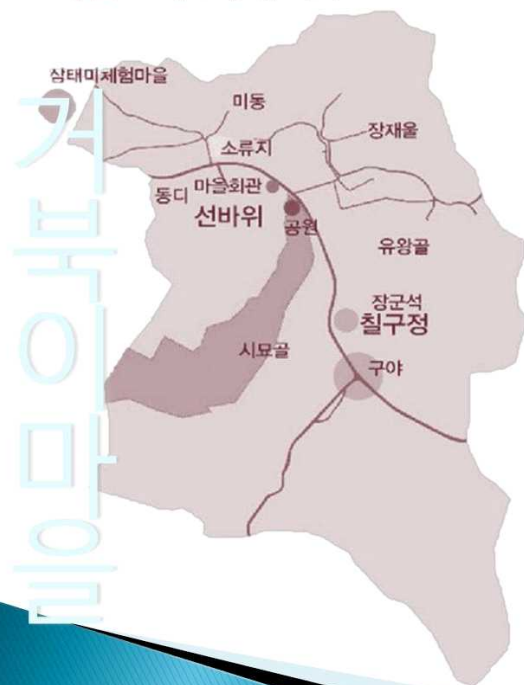 거북이마을
삼태미체험마을
미동
장재울
소류지
동디
마을회관
선바위
공원
유왕골
장군석
칠구정
시묘골
구야